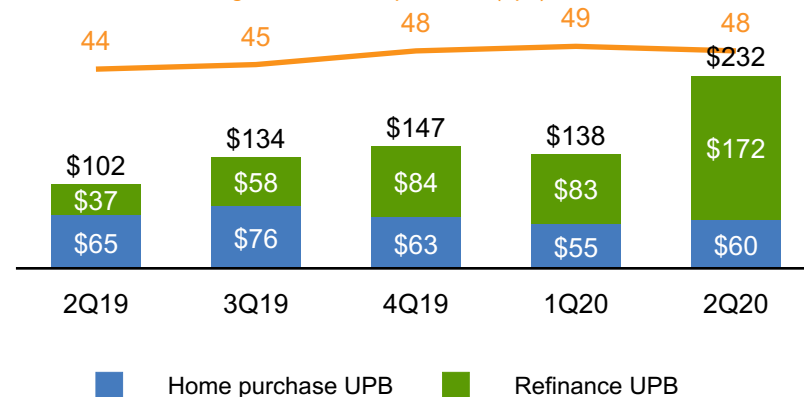 44 45 48 49 48
$232
$147
$134 $138
$102
$172
$37 $58 $84 $83
$65 $76 $63 $55 $60
2Q19 3Q19 4Q19 1Q20 2Q20
Home purchase UPB Refinance UPB